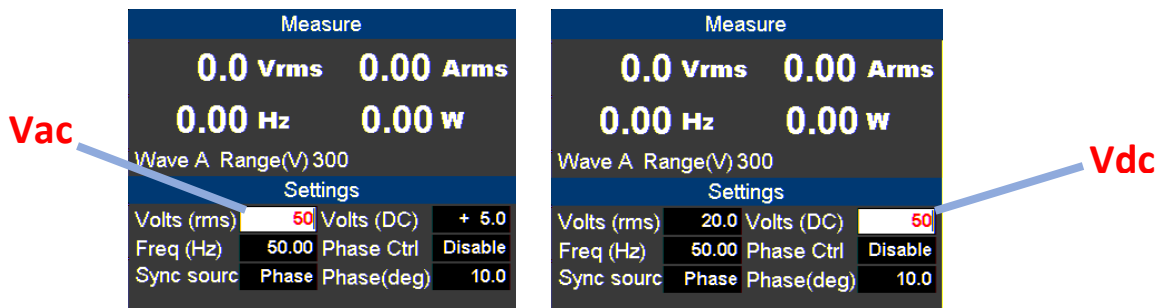 Measure
0.0 Vrms 0.00 Arms
0.00 Hz 0.00 W
Wave A Range(V) 300
Settings
Volts (rms) 50 Volts (DC) + 5.0
Freq (Hz) 50.00 Phase Ctrl Disable
Sync sourc Phase Phase(deg) 10.0
Vac
Measure
0.0 Vrms 0.00 Arms
0.00 Hz 0.00 W
Wave A Range(V) 300
Settings
Volts (rms) 20.0 Volts (DC) 50
Freq (Hz) 50.00 Phase Ctrl Disable
Sync sourc Phase Phase(deg) 10.0
Vdc